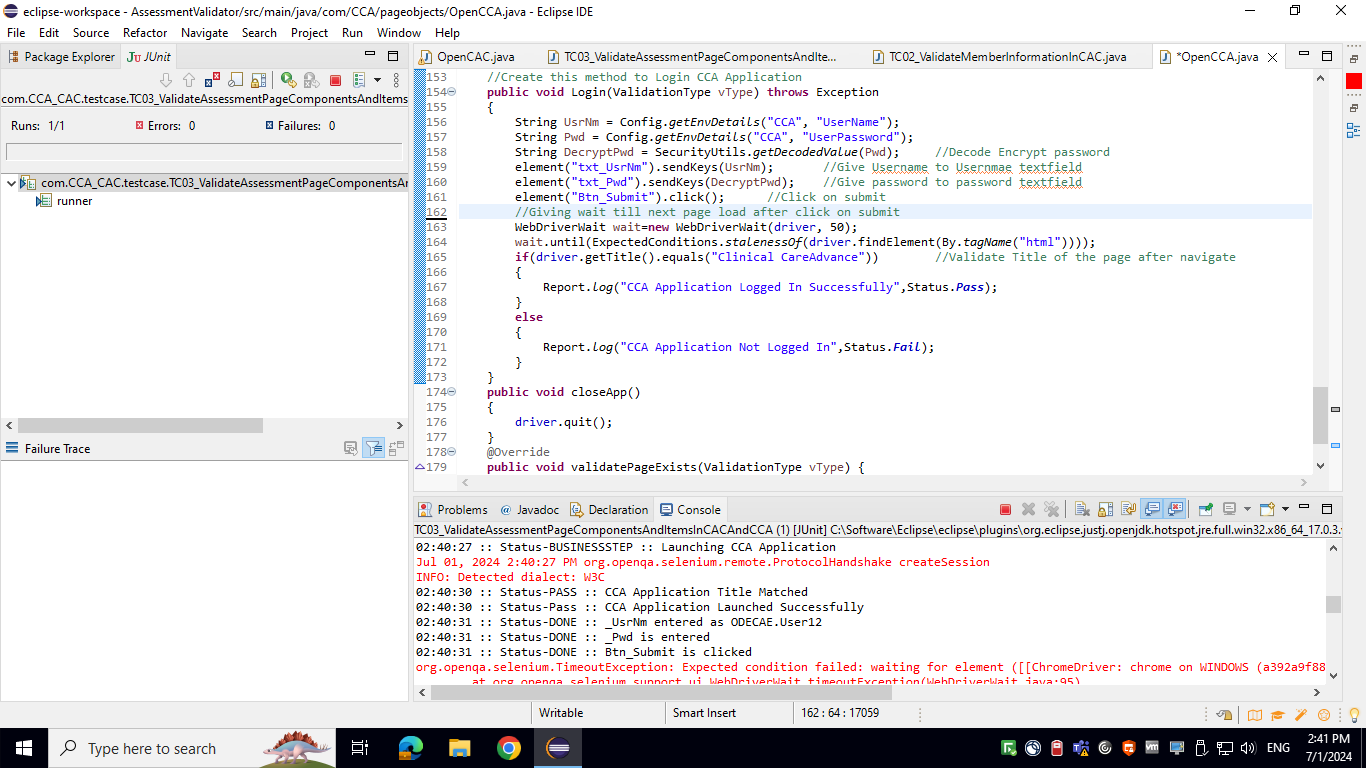 eclipse-workspace - AssessmentValidator/src/main/java/com/CCA/pageobjects/OpenCCA.java - Eclipse IDE
File Edit Source Refactor Navigate Search Project Run Window Help
Package Explorer JUnit
com.CCA_CAC.testcase.TC03_ValidateAssessmentPageComponentsAndItems
Runs: 1/1 Errors: 0 Failures: 0
com.CCA_CAC.testcase.TC03_ValidateAssessmentPageComponentsAn
runner
Failure Trace
OpenCAC.java TC03_ValidateAssessmentPageComponentsAndIte... TC02_ValidateMemberInformationInCAC.java *OpenCCA.java
153 //Create this method to Login CCA Application
154 public void Login(ValidationType vType) throws Exception
155 {
156 String UsrNm = Config.getEnvDetails("CCA", "UserName");
157 String Pwd = Config.getEnvDetails("CCA", "UserPassword");
158 String DecryptPwd = SecurityUtils.getDecodedValue(Pwd); //Decode Encrypt password
159 element("txt_UsrNm").sendKeys(UsrNm); //Give Username to Usernmae textfield
160 element("txt_Pwd").sendKeys(DecryptPwd); //Give password to password textfield
161 element("Btn_Submit").click(); //Click on submit
162 //Giving wait till next page load after click on submit
163 WebDriverWait wait=new WebDriverWait(driver, 50);
164 wait.until(ExpectedConditions.stalenessOf(driver.findElement(By.tagName("html"))));
165 if(driver.getTitle().equals("Clinical CareAdvance")) //Validate Title of the page after navigate
166 {
167 Report.log("CCA Application Logged In Successfully",Status.Pass);
168 }
169 else
170 {
171 Report.log("CCA Application Not Logged In",Status.Fail);
172 }
173 }
174 public void closeApp()
175 {
176 driver.quit();
177 }
178 @Override
179 public void validatePageExists(ValidationType vType) {
Problems @ Javadoc Declaration Console
TC03_ValidateAssessmentPageComponentsAndItemsInCACAndCCA (1) [JUnit] C:\Software\Eclipse\eclipse\plugins\org.eclipse.justj.openjdk.hotspot.jre.full.win32.x86_64_17.0.3.
02:40:27 :: Status-BUSINESSSTEP :: Launching CCA Application
Jul 01, 2024 2:40:27 PM org.openqa.selenium.remote.ProtocolHandshake createSession
INFO: Detected dialect: W3C
02:40:30 :: Status-PASS :: CCA Application Title Matched
02:40:30 :: Status-Pass :: CCA Application Launched Successfully
02:40:31 :: Status-DONE :: _UsrNm entered as ODECAE.User12
02:40:31 :: Status-DONE :: _Pwd is entered
02:40:31 :: Status-DONE :: Btn_Submit is clicked
org.openqa.selenium.TimeoutException: Expected condition failed: waiting for element ([[ChromeDriver: chrome on WINDOWS (a392a9f88
at org.openqa.selenium.support.ui.WebDriverWait.timeoutException(WebDriverWait.java:95)
Writable Smart Insert 162 : 64 : 17059
Type here to search
ENG
2:41 PM
7/1/2024